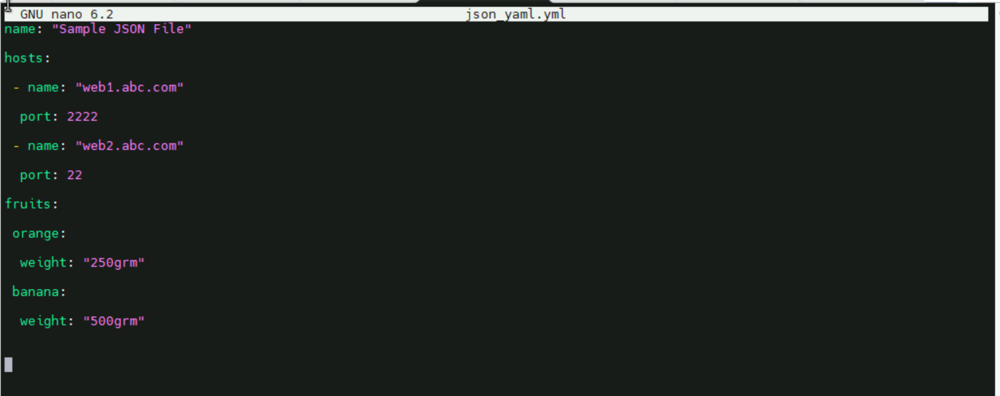 GNU nano 6.2 json_yaml.yml
name: "Sample JSON File"
hosts:
 - name: "web1.abc.com"
  port: 2222
 - name: "web2.abc.com"
  port: 22
fruits:
 orange:
  weight: "250grm"
 banana:
  weight: "500grm"